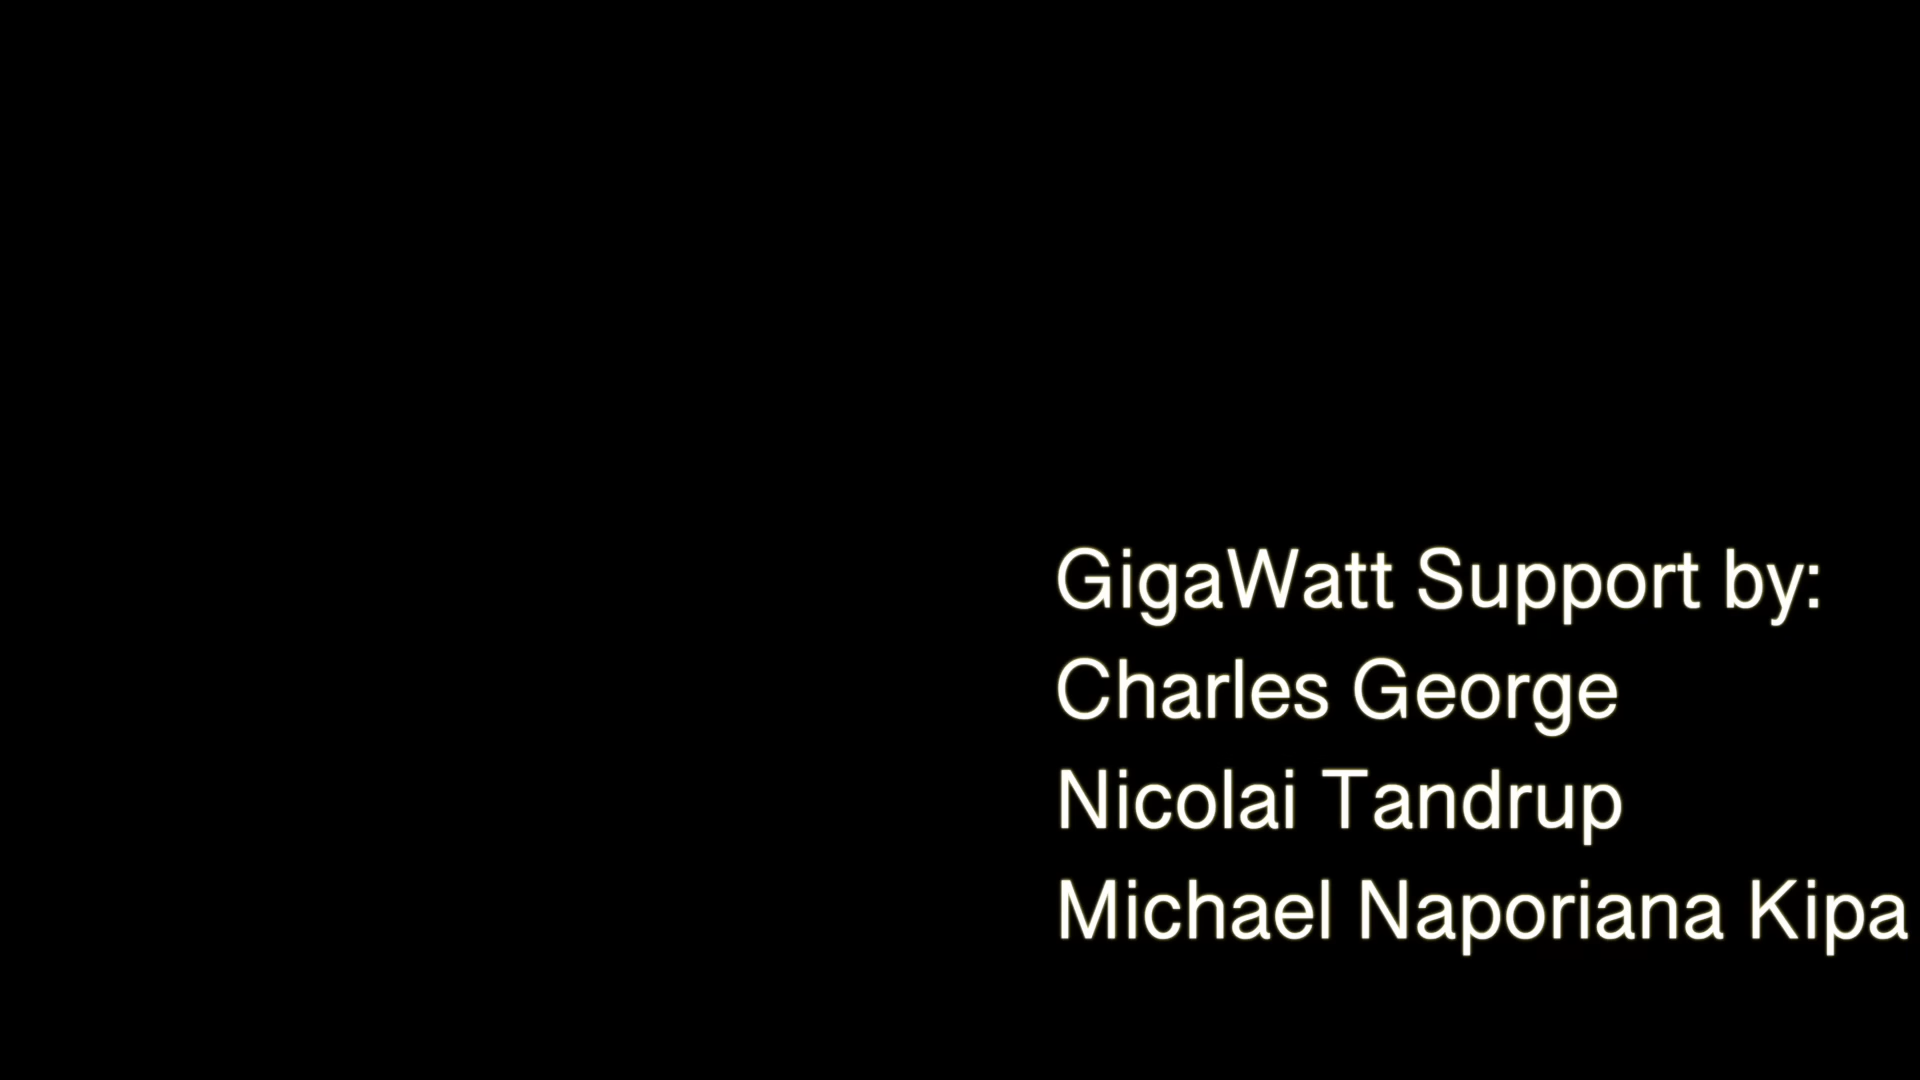 GigaWatt Support by:
Charles George
Nicolai Tandrup
Michael Naporiana Kipa